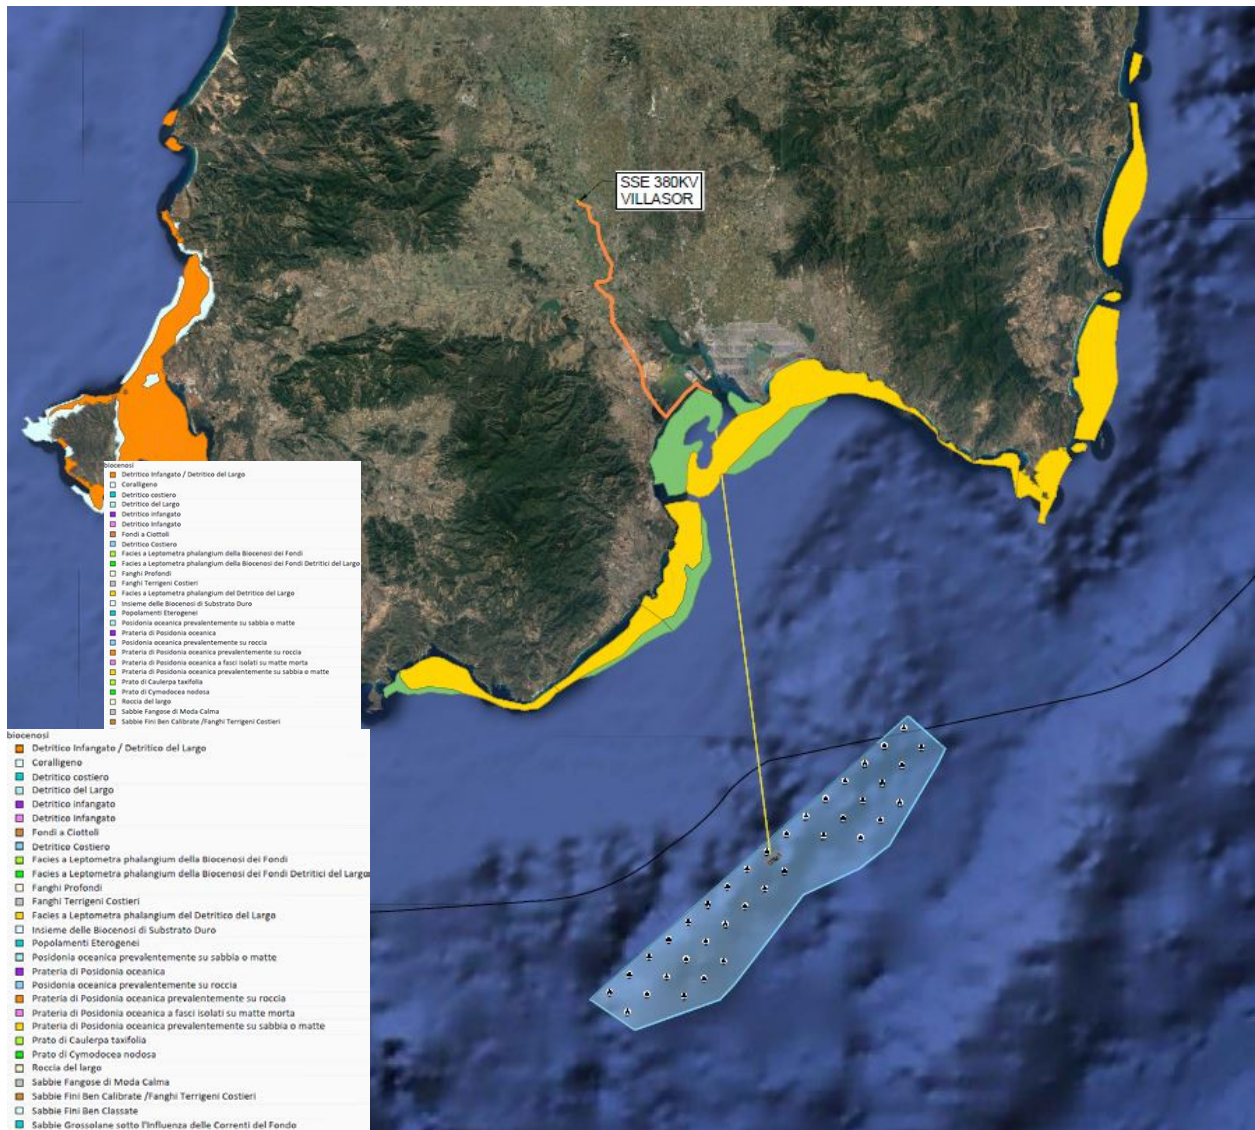 SSE 380KV
VILLASOR
biocenosi
Detritico Infangato / Detritico del Largo
Coralligeno
Detritico costiero
Detritico del Largo
Detritico infangato
Detritico Infangato
Fondi a Ciottoli
Detritico Costiero
Facies a Leptometra phalangium della Biocenosi dei Fondi
Facies a Leptometra phalangium della Biocenosi dei Fondi Detritici del Largo
Fanghi Profondi
Fanghi Terrigeni Costieri
Facies a Leptometra phalangium del Detritico del Largo
Insieme delle Biocenosi di Substrato Duro
Popolamenti Eterogenei
Posidonia oceanica prevalentemente su sabbia o matte
Prateria di Posidonia oceanica
Posidonia oceanica prevalentemente su roccia
Prateria di Posidonia oceanica prevalentemente su roccia
Prateria di Posidonia oceanica a fasci isolati su matte morta
Prateria di Posidonia oceanica prevalentemente su sabbia o matte
Prato di Caulerpa taxifolia
Prato di Cymodocea nodosa
Roccia del largo
Sabbie Fangose di Moda Calma
Sabbie Fini Ben Calibrate /Fanghi Terrigeni Costieri
biocenosi
Detritico Infangato / Detritico del Largo
Coralligeno
Detritico costiero
Detritico del Largo
Detritico infangato
Detritico Infangato
Fondi a Ciottoli
Detritico Costiero
Facies a Leptometra phalangium della Biocenosi dei Fondi
Facies a Leptometra phalangium della Biocenosi dei Fondi Detritici del Largo
Fanghi Profondi
Fanghi Terrigeni Costieri
Facies a Leptometra phalangium del Detritico del Largo
Insieme delle Biocenosi di Substrato Duro
Popolamenti Eterogenei
Posidonia oceanica prevalentemente su sabbia o matte
Prateria di Posidonia oceanica
Posidonia oceanica prevalentemente su roccia
Prateria di Posidonia oceanica prevalentemente su roccia
Prateria di Posidonia oceanica a fasci isolati su matte morta
Prateria di Posidonia oceanica prevalentemente su sabbia o matte
Prato di Caulerpa taxifolia
Prato di Cymodocea nodosa
Roccia del largo
Sabbie Fangose di Moda Calma
Sabbie Fini Ben Calibrate /Fanghi Terrigeni Costieri
Sabbie Fini Ben Classate
Sabbie Grossolane sotto l'Influenza delle Correnti del Fondo